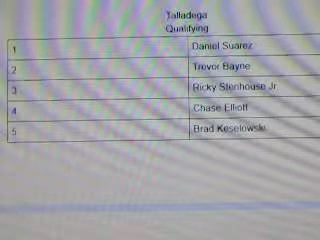 Talladega
Qualifying
1 Daniel Suarez
2 Trevor Bayne
3 Ricky Stenhouse Jr
4 Chase Elliott
5 Brad Keselowski